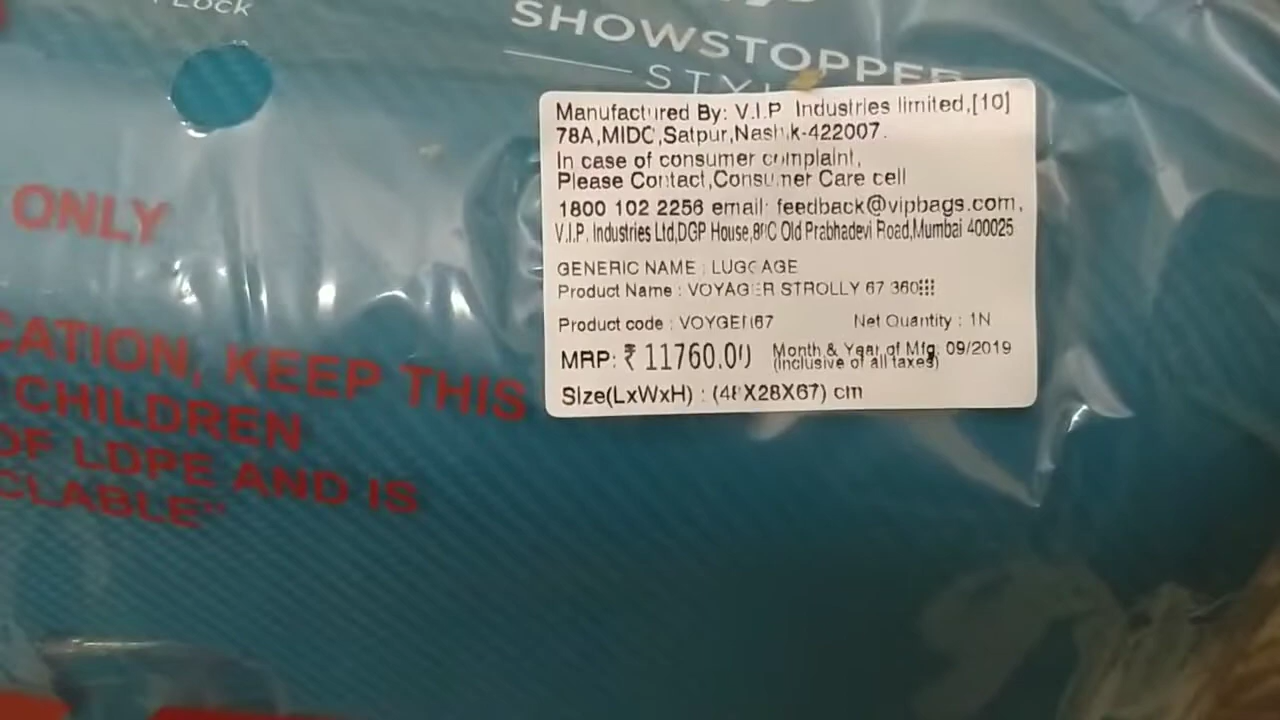 LOCK
SHOWSTOPPER
Manufactured By: V.I.P Industries limited,[10]
78A,MIDC,Satpur,Nashik-422007.
In case of consumer complaint,
Please Contact,Consumer Care cell
1800 102 2256 email: feedback@vipbags.com,
V.I.P. Industries Ltd,DGP House, Old Prabhadevi Road,Mumbai 400025
GENERIC NAME : LUGGAGE
Product Name : VOYAGER STROLLY 67 360
Product code : Net Quantity : 1N
MRP: ₹ 11760.00 Month & Year of Mfg. 09/2019
(inclusive of all taxes)
Size(LxWxH) : cm
ONLY
CATION, KEEP THIS
CHILDREN
OF LDPE AND IS
CLABLE"